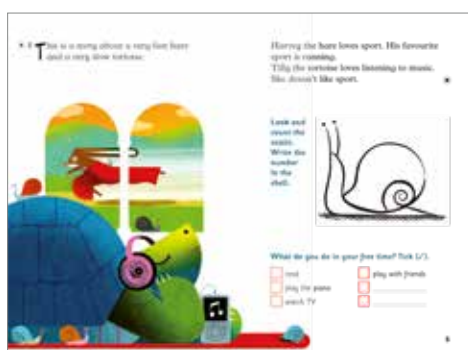 This is a story about a very fast hare
and a very slow tortoise.
Harvey the hare loves sport. His favourite
sport is running.
Tilly the tortoise loves listening to music.
She doesn't like sport.
Look and
count the
snails.
Write the
number
in the
shell.
What do you do in your free time? Tick (✓).
read
play the piano
watch TV
play with friends